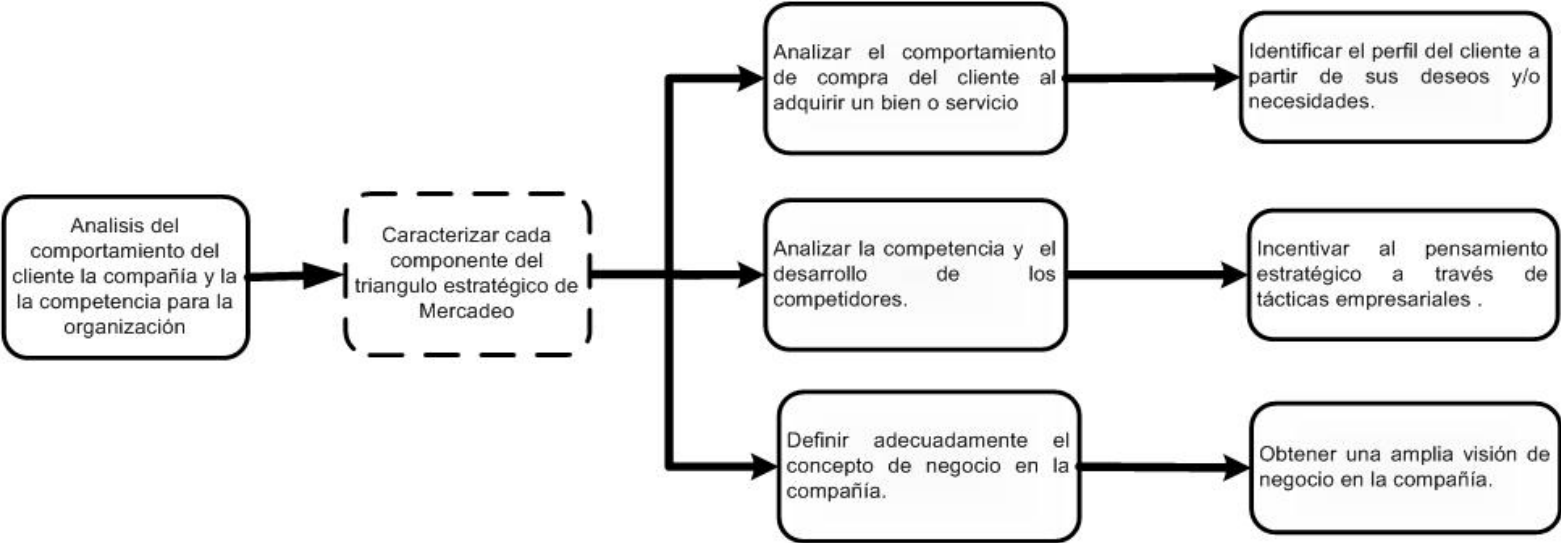 Analisis del
comportamiento del
cliente la compañía y la
la competencia para la
organización
Caracterizar cada
componente del
triangulo estratégico de
Mercadeo
Analizar el comportamiento
de compra del cliente al
adquirir un bien o servicio
Identificar el perfil del cliente a
partir de sus deseos y/o
necesidades.
Analizar la competencia y el
desarrollo de los
competidores.
Incentivar al pensamiento
estratégico a través de
tácticas empresariales .
Definir adecuadamente el
concepto de negocio en la
compañía.
Obtener una amplia visión de
negocio en la compañía.